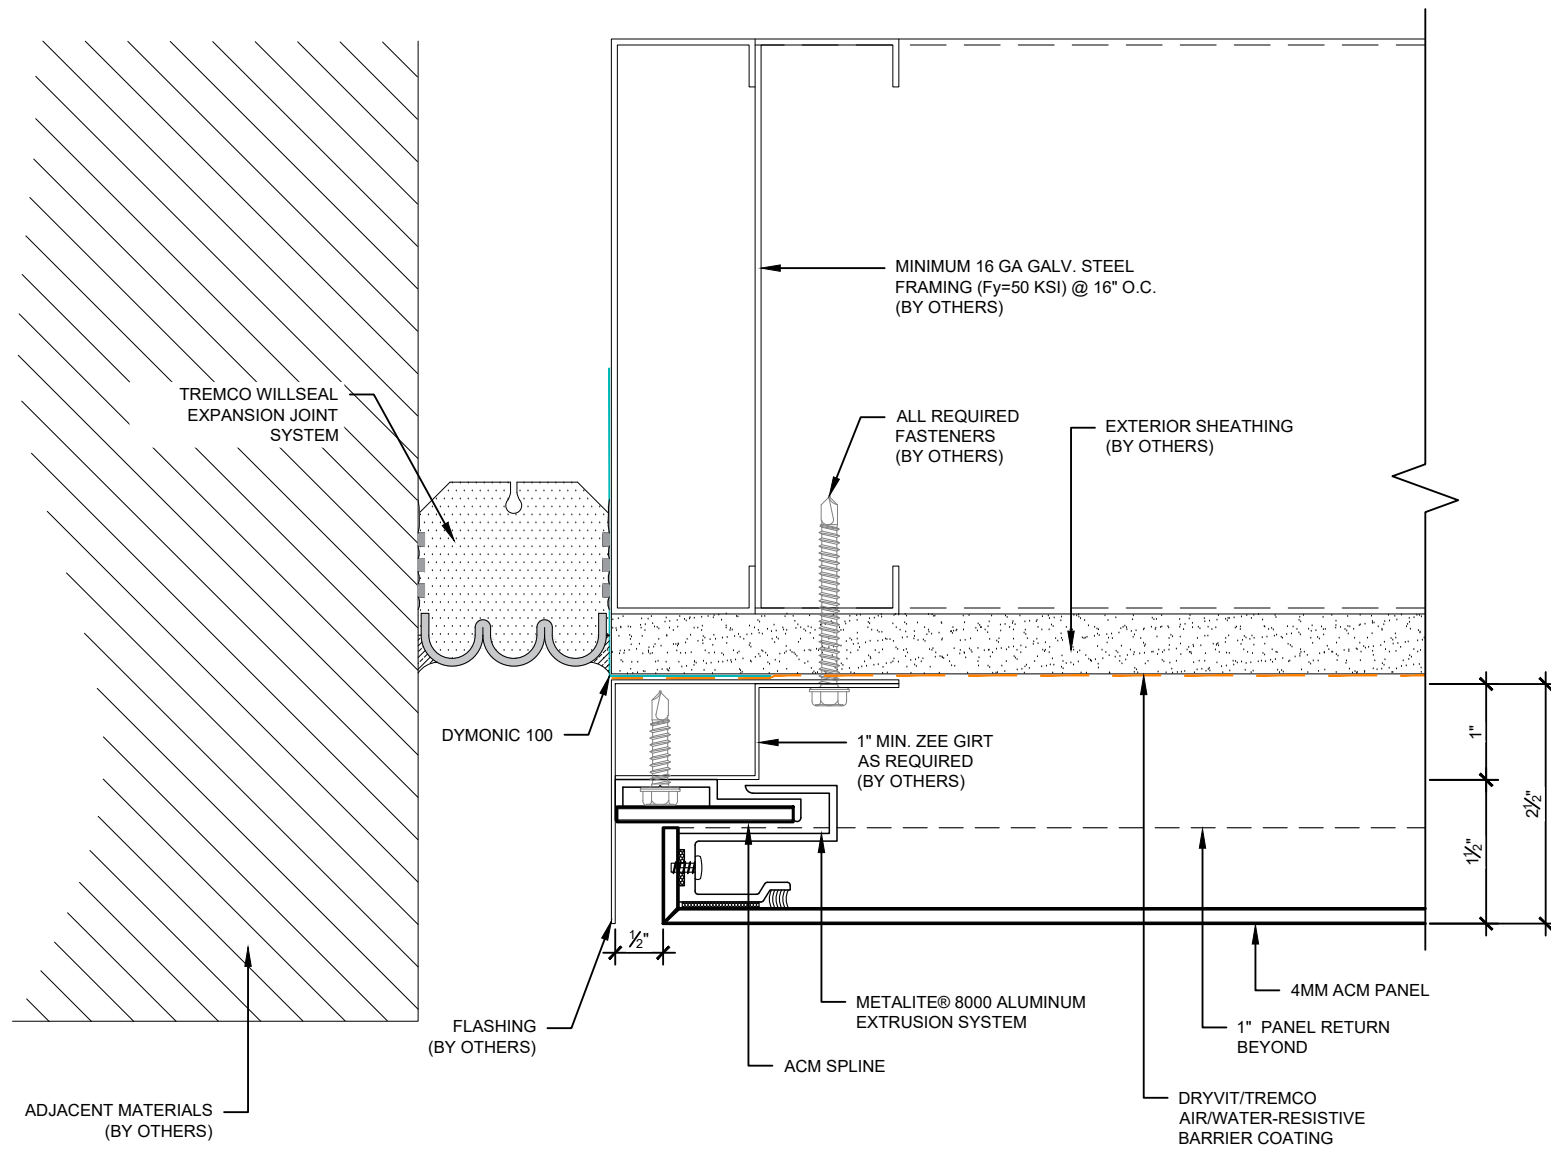 MINIMUM 16 GA GALV. STEEL
FRAMING (Fy=50 KSI) @ 16" O.C.
(BY OTHERS)
TREMCO WILLSEAL
EXPANSION JOINT
SYSTEM
ALL REQUIRED
FASTENERS
(BY OTHERS)
EXTERIOR SHEATHING
(BY OTHERS)
DYMONIC 100
1" MIN. ZEE GIRT
AS REQUIRED
(BY OTHERS)
1"
2½"
1½"
½"
4MM ACM PANEL
METALITE® 8000 ALUMINUM
EXTRUSION SYSTEM
FLASHING
(BY OTHERS)
1" PANEL RETURN
BEYOND
ACM SPLINE
ADJACENT MATERIALS
(BY OTHERS)
DRYVIT/TREMCO
AIR/WATER-RESISTIVE
BARRIER COATING